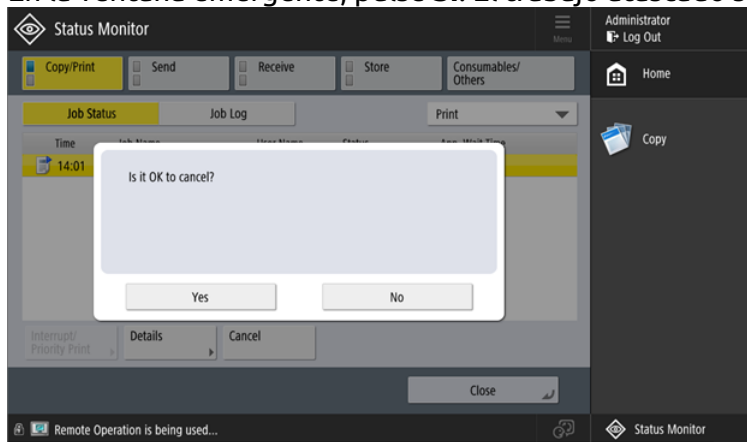 Status Monitor
Menu
Administrator
Log Out
Copy/Print
Send
Receive
Store
Consumables/
Others
Home
Job Status
Job Log
Print
Copy
Time
14:01
Is it OK to cancel?
Yes
No
Interrupt/
Priority Print
Details
Cancel
Close
Remote Operation is being used...
Status Monitor